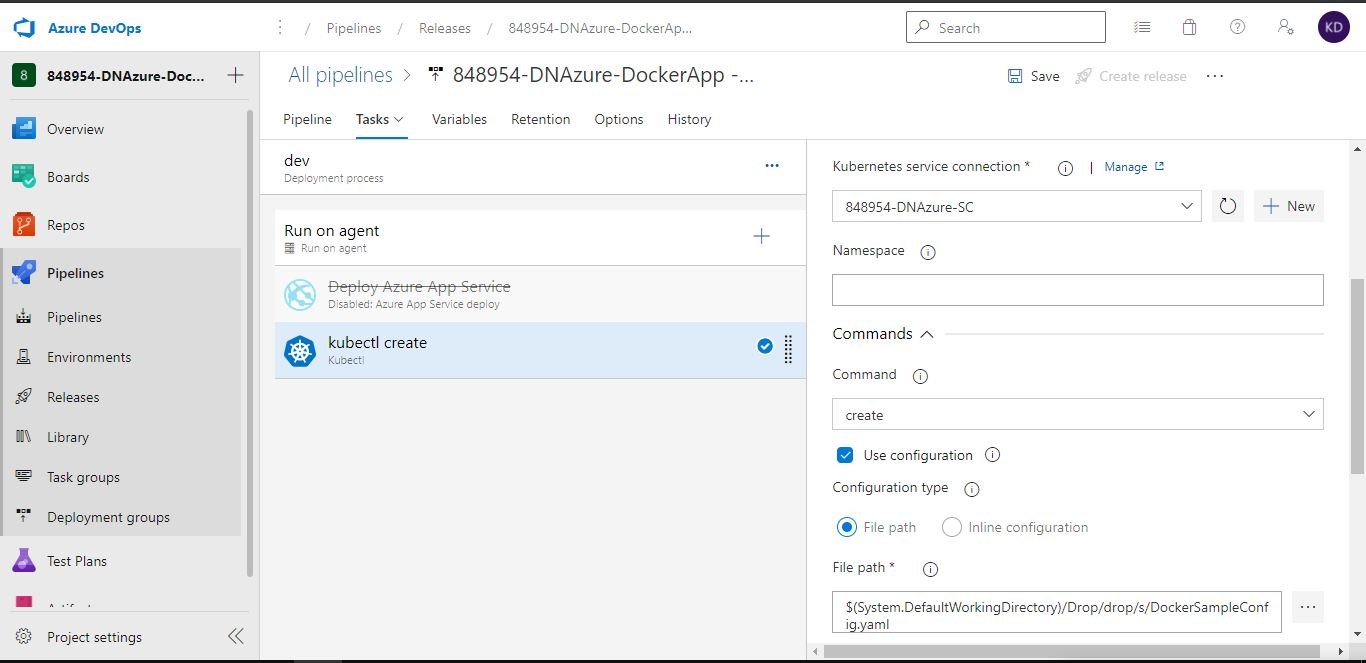 Azure DevOps
/ Pipelines / Releases / 848954-DNAzure-DockerAp...
Search
KD
8 848954-DNAzure-Doc...
Overview
Boards
Repos
Pipelines
Pipelines
Environments
Releases
Library
Task groups
Deployment groups
Test Plans
Project settings
All pipelines > 848954-DNAzure-DockerApp -...
Save
Create release
Pipeline
Tasks
Variables
Retention
Options
History
dev
Deployment process
Run on agent
Run on agent
Deploy Azure App Service
Disabled: Azure App Service deploy
kubectl create
Kubectl
Kubernetes service connection * | Manage
848954-DNAzure-SC
New
Namespace
Commands
Command
create
Use configuration
Configuration type
File path
Inline configuration
File path *
$(System.DefaultWorkingDirectory)/Drop/drop/s/DockerSampleConf
ig.yaml